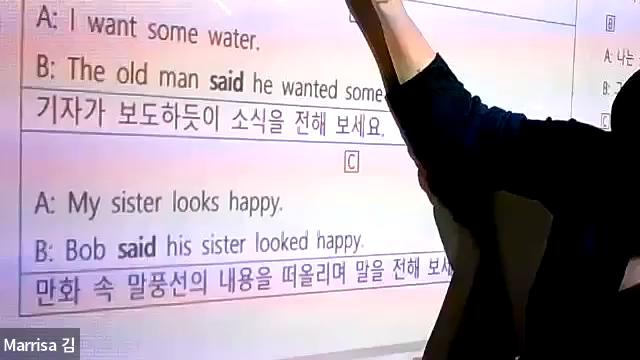 A: I want some water.
B: The old man said he wanted some
기자가 보도하듯이 소식을 전해 보세요.
C
A: My sister looks happy.
B: Bob said his sister looked happy.
만화 속 말풍선의 내용을 떠올리며 말을 전해
B
A: 나는
B:
C
Marrisa 김